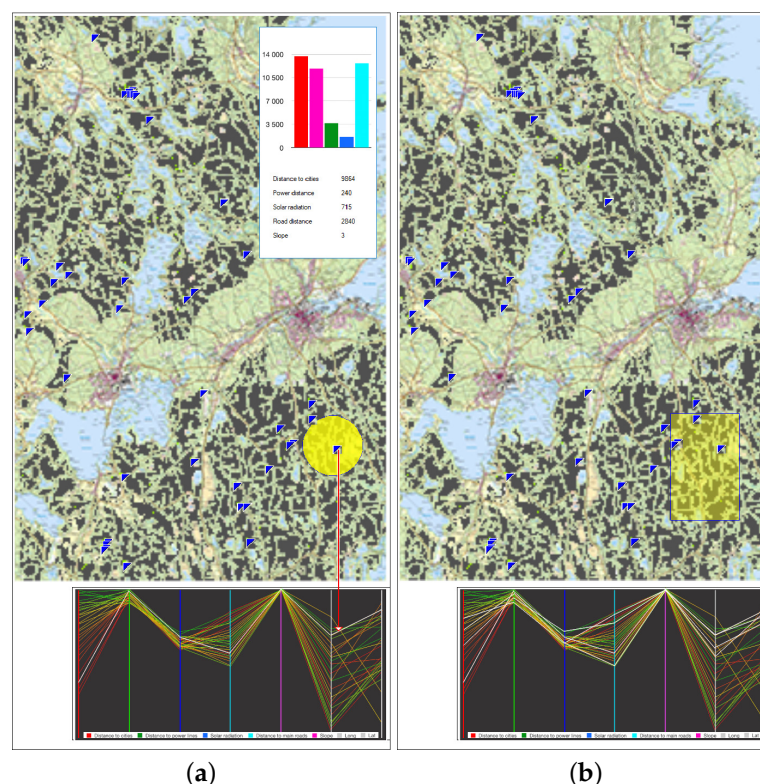 14 000
10 500
7 000
3 500
0
Distance to cities 9864
Power distance 240
Solar radiation 715
Road distance 2840
Slope 3
Distance to cities Distance to power lines Solar radiation Distance to main roads Slope Long Lat
Distance to cities Distance to power lines Solar radiation Distance to main roads Slope Long Lat
(a) (b)